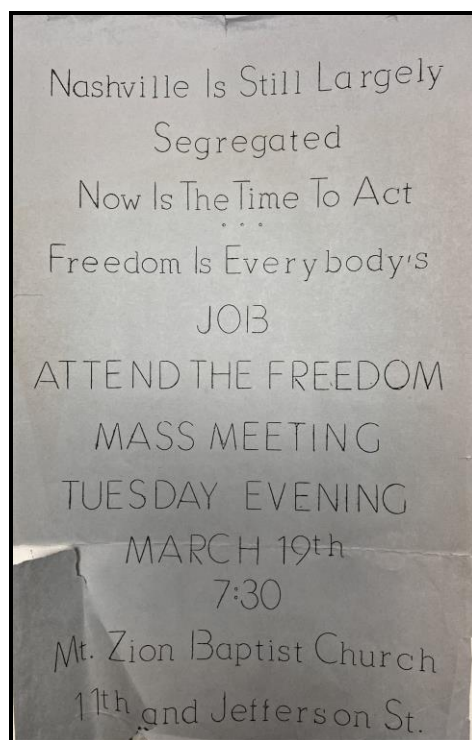 Nashville Is Still Largely
Segregated
Now Is The Time To Act
...
Freedom Is Everybody's
JOB
ATTEND THE FREEDOM
MASS MEETING
TUESDAY EVENING
MARCH 19th
7:30
Mt. Zion Baptist Church
11th and Jefferson St.